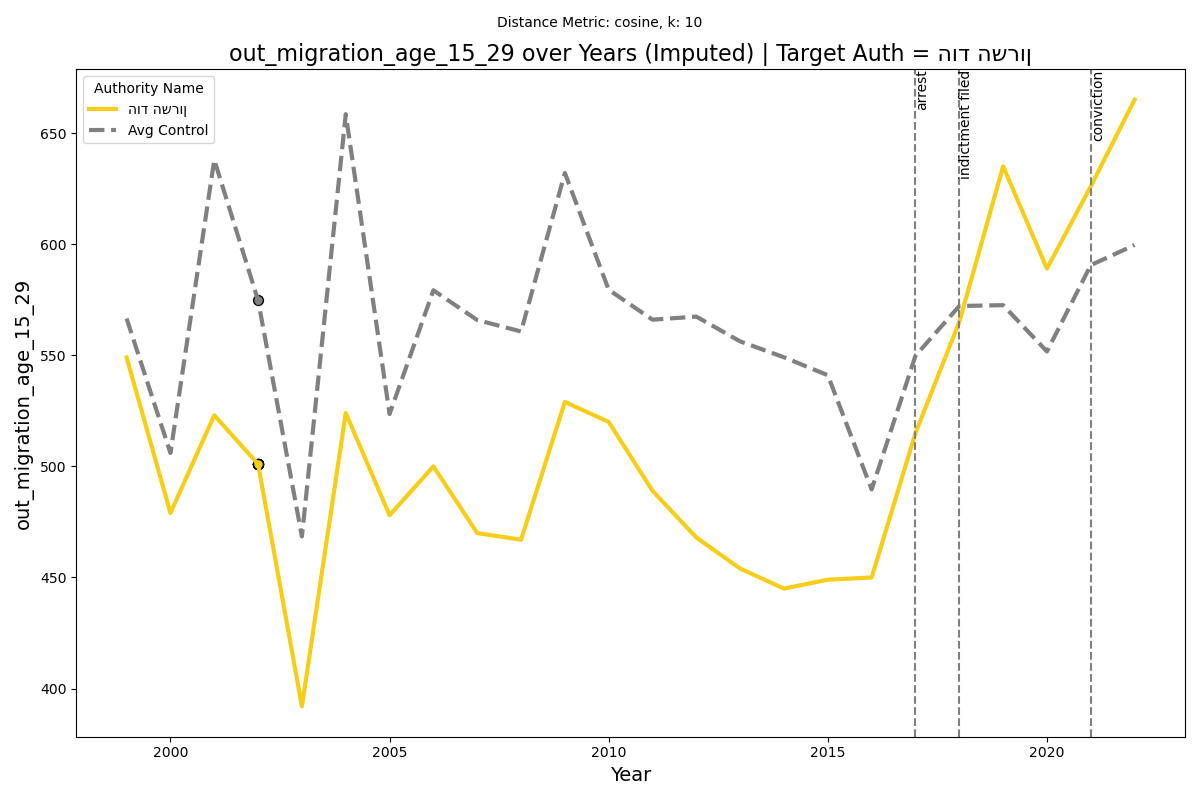 Distance Metric: cosine, k: 10
out_migration_age_15_29 over Years (Imputed) | Target Auth = הוד השרון
Authority Name
הוד השרון
Avg Control
arrest
indictment filed
conviction
out_migration_age_15_29
650
600
550
500
450
400
2000
2005
2010
2015
2020
Year